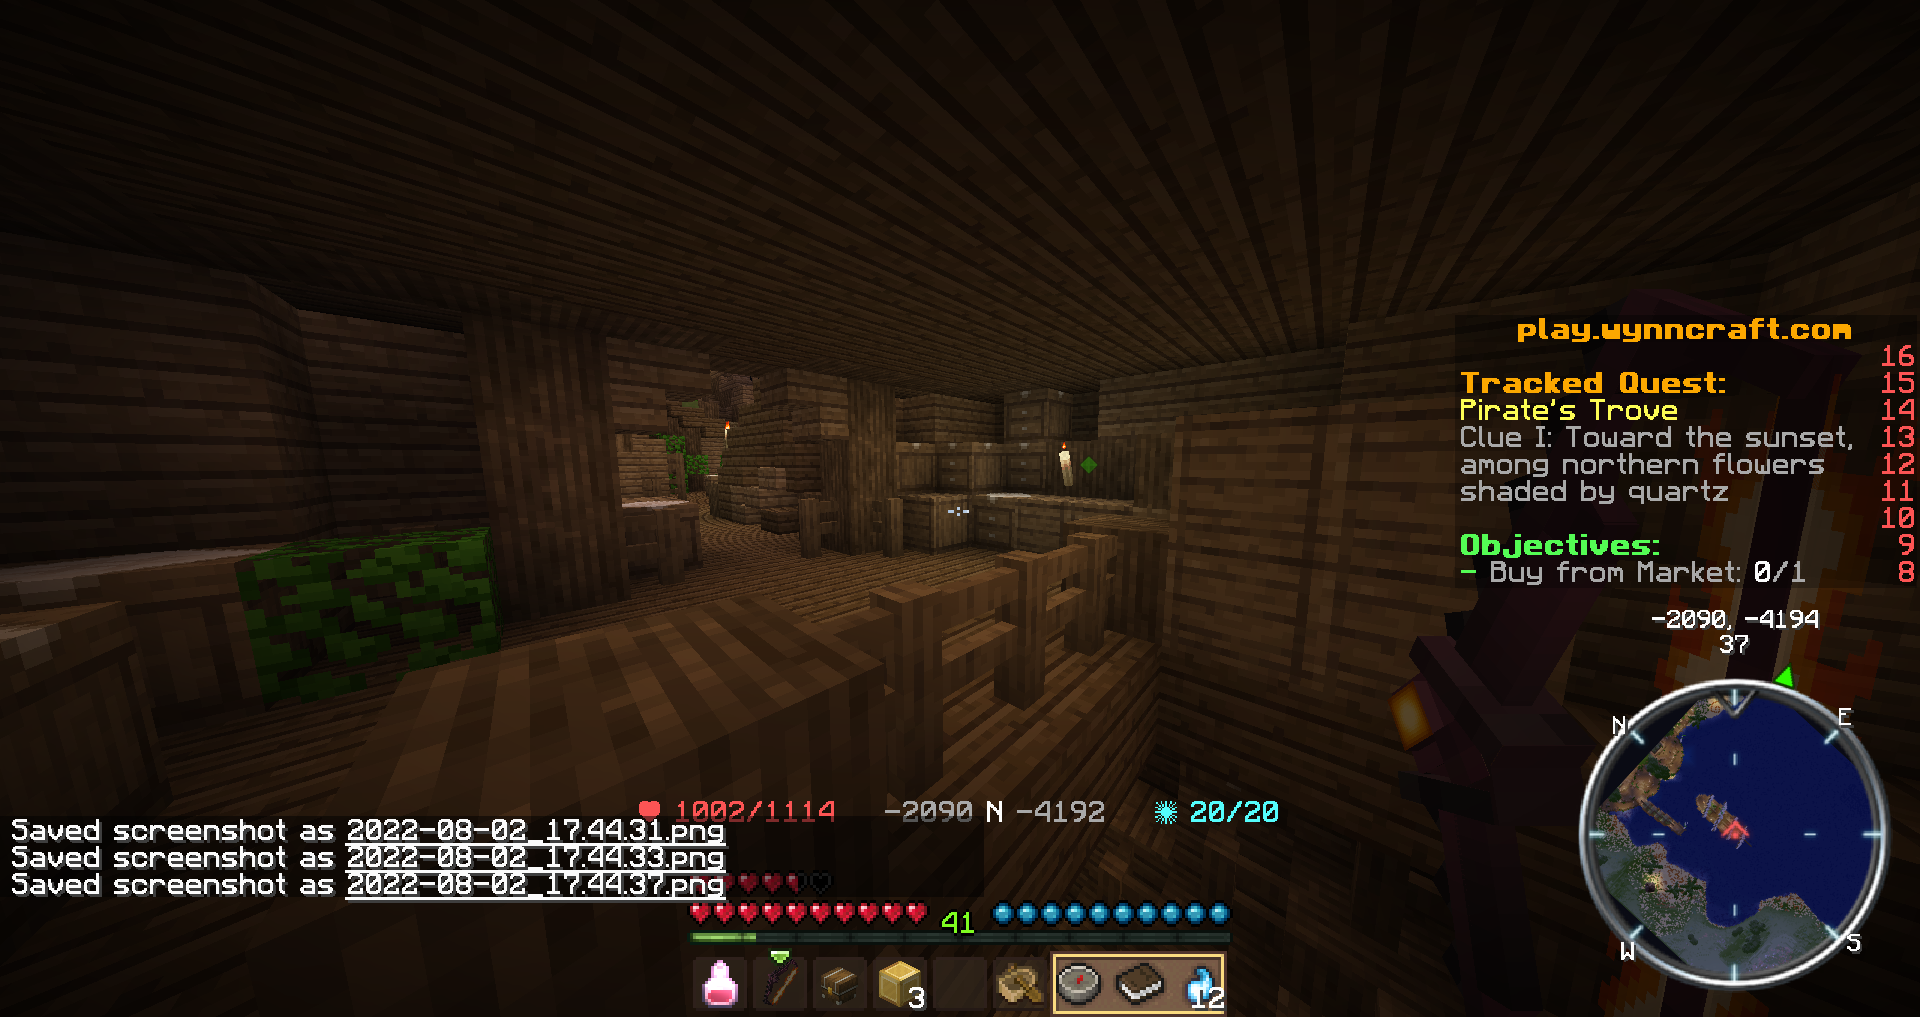 play.wynncraft.com
16
Tracked Quest: 15
Pirate's Trove 14
Clue I: Toward the sunset, 13
among northern flowers 12
shaded by quartz 11
10
Objectives: 9
- Buy from Market: 0/1 8
-2090, -4194
37
N
E
W
S
1002/1114 -2090 N -4192 20/20
Saved screenshot as 2022-08-02_17.44.31.png
Saved screenshot as 2022-08-02_17.44.33.png
Saved screenshot as 2022-08-02_17.44.37.png
41
3
12